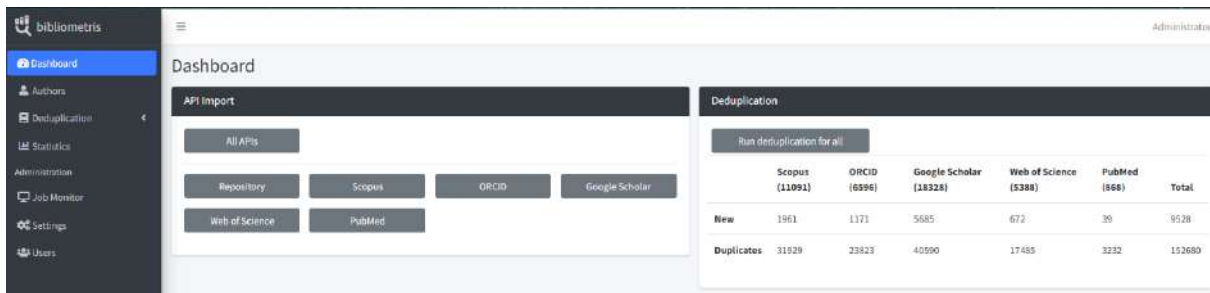 bibliometris
Administrator
Dashboard
Authors
Deduplication
Statistics
Administration
Job Monitor
Settings
Users
Dashboard
API Import
All APIs
Repository Scopus ORCID Google Scholar
Web of Science PubMed
Deduplication
Run deduplication for all
Scopus ORCID Google Scholar Web of Science PubMed
(11091) (6596) (18328) (5388) (868) Total
New 1961 1171 5685 672 39 9528
Duplicates 31929 23823 40590 17485 3232 152680